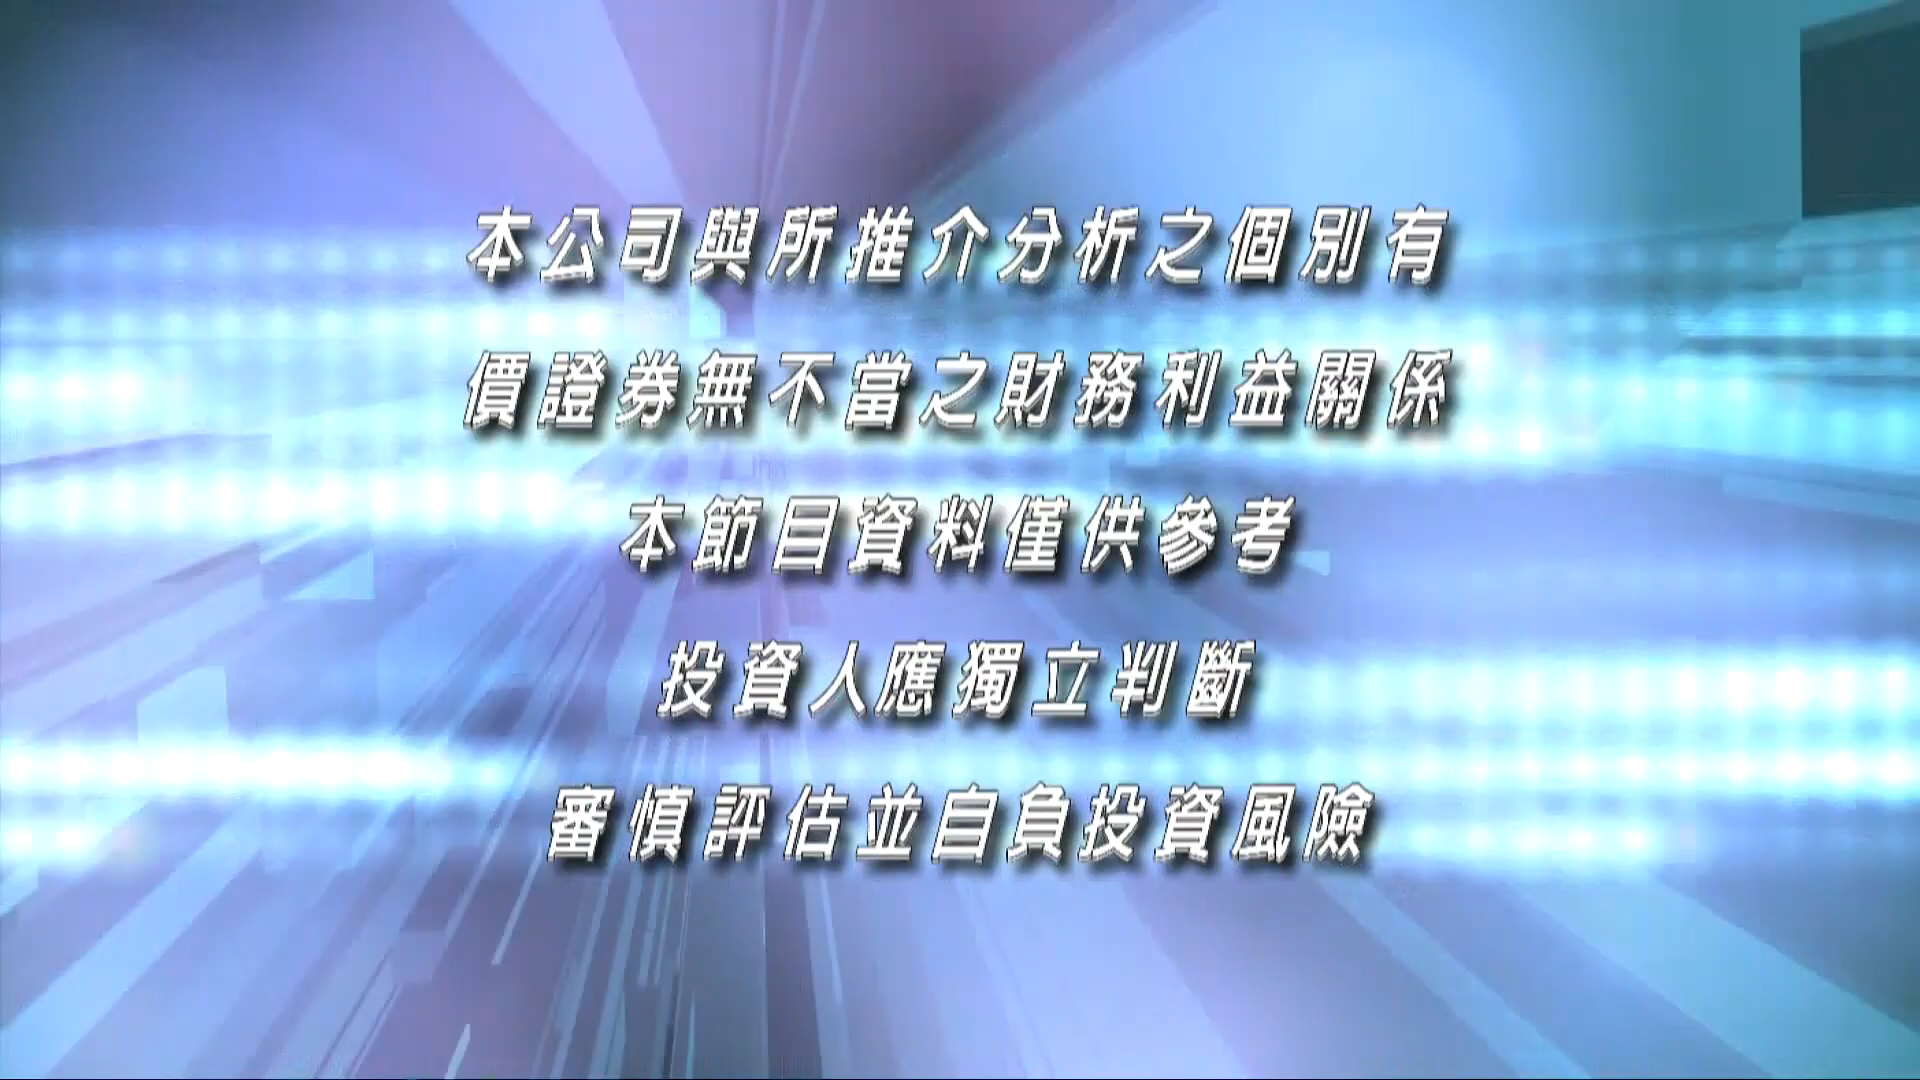 本公司與所推介分析之個別有
價證券無不當之財務利益關係
本節目資料僅供參考
投資人應獨立判斷
審慎評估並自負投資風險